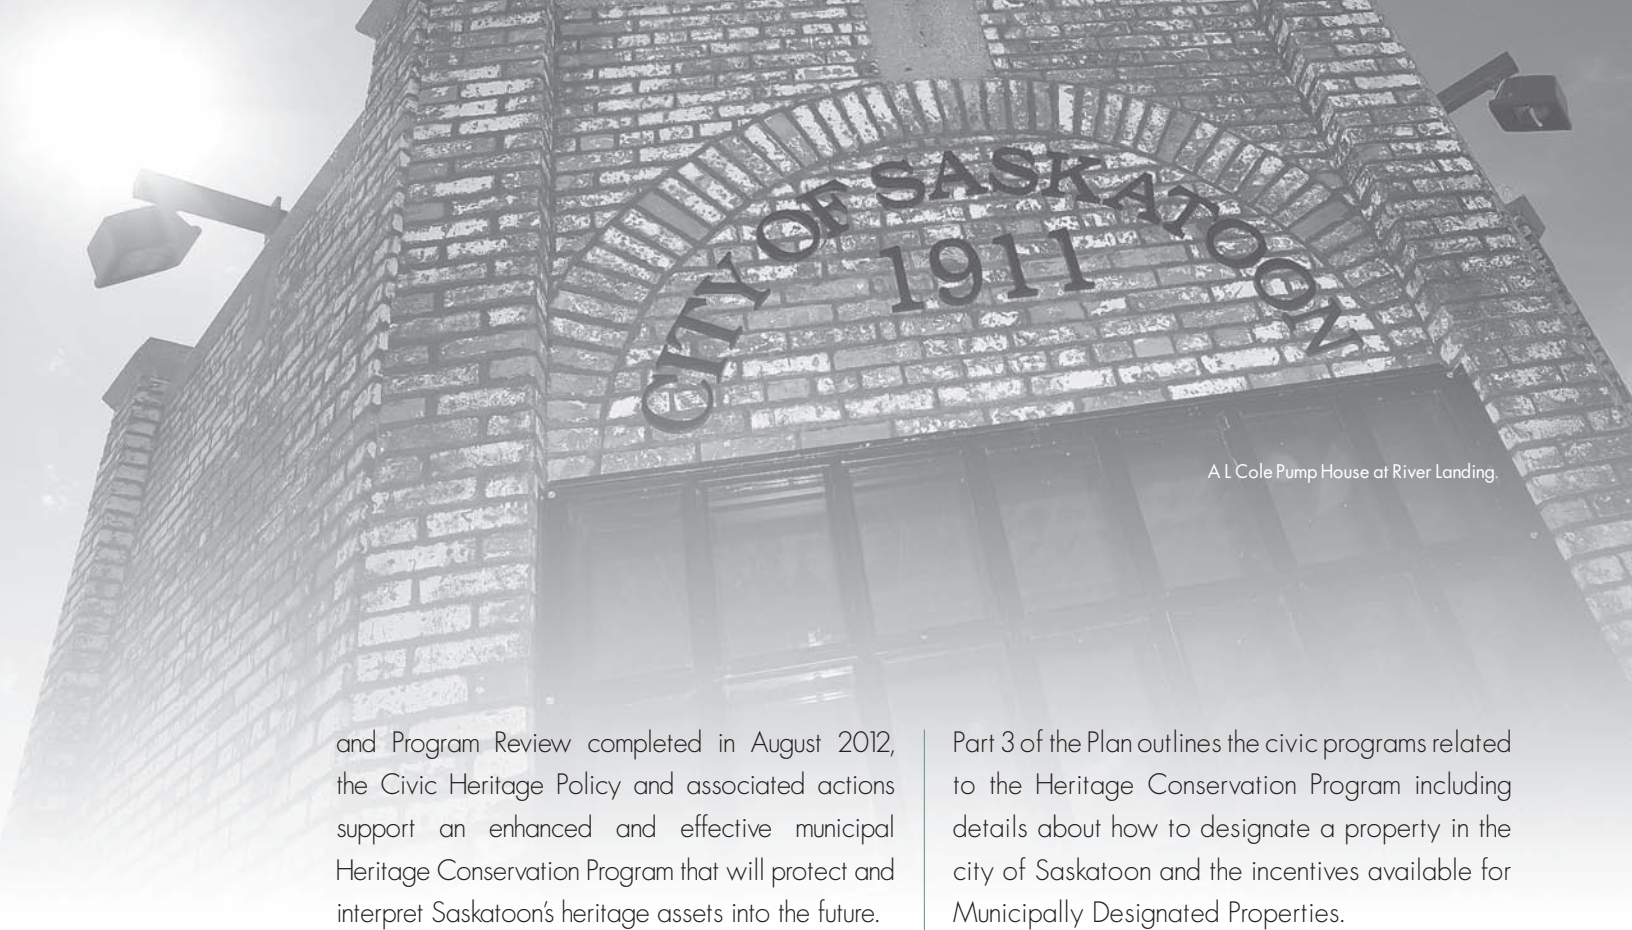 CITY OF SASKATOON
1911
A L Cole Pump House at River Landing.
and Program Review completed in August 2012,
the Civic Heritage Policy and associated actions
support an enhanced and effective municipal
Heritage Conservation Program that will protect and
interpret Saskatoon's heritage assets into the future.
Part 3 of the Plan outlines the civic programs related
to the Heritage Conservation Program including
details about how to designate a property in the
city of Saskatoon and the incentives available for
Municipally Designated Properties.